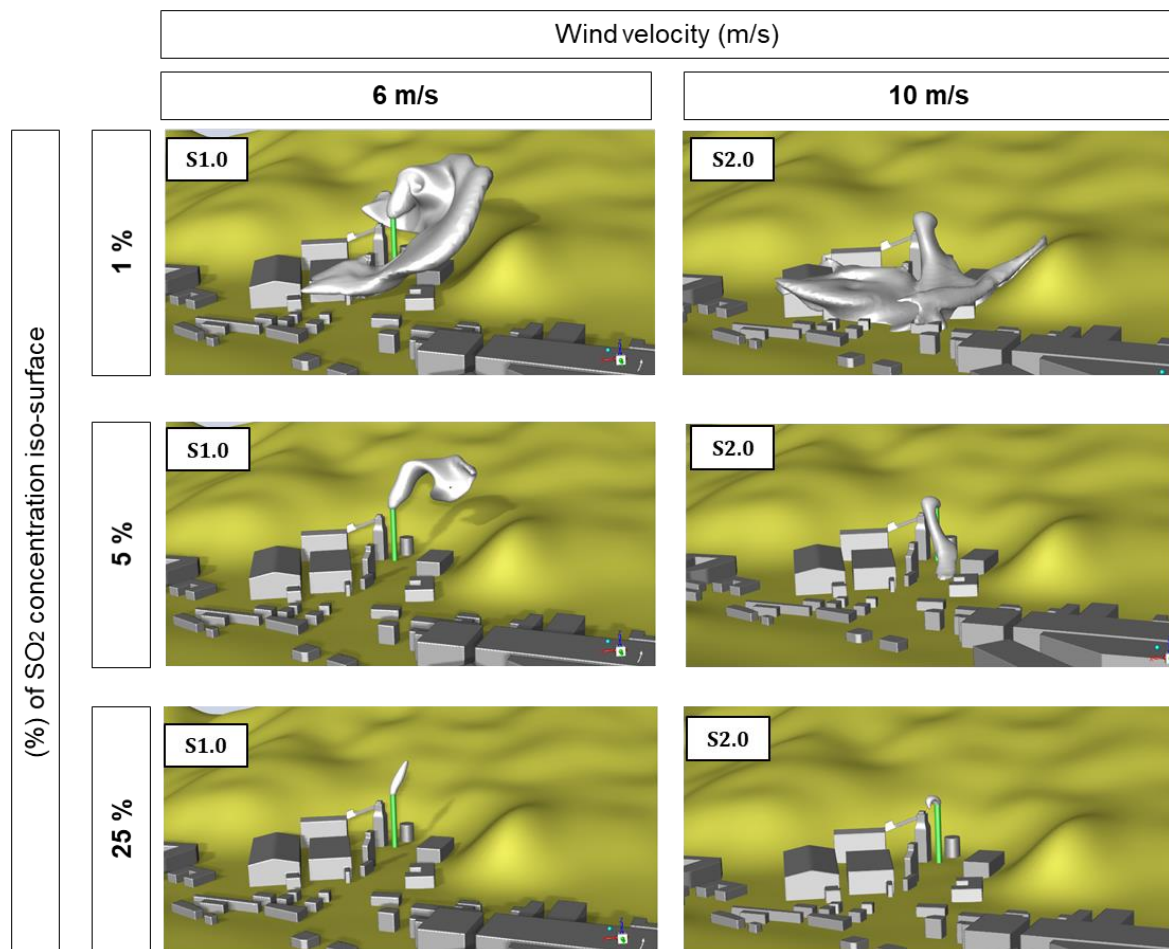 Wind velocity (m/s)
6 m/s
10 m/s
(%) of SO2 concentration iso-surface
1 %
S1.0
S2.0
5 %
S1.0
S2.0
25 %
S1.0
S2.0